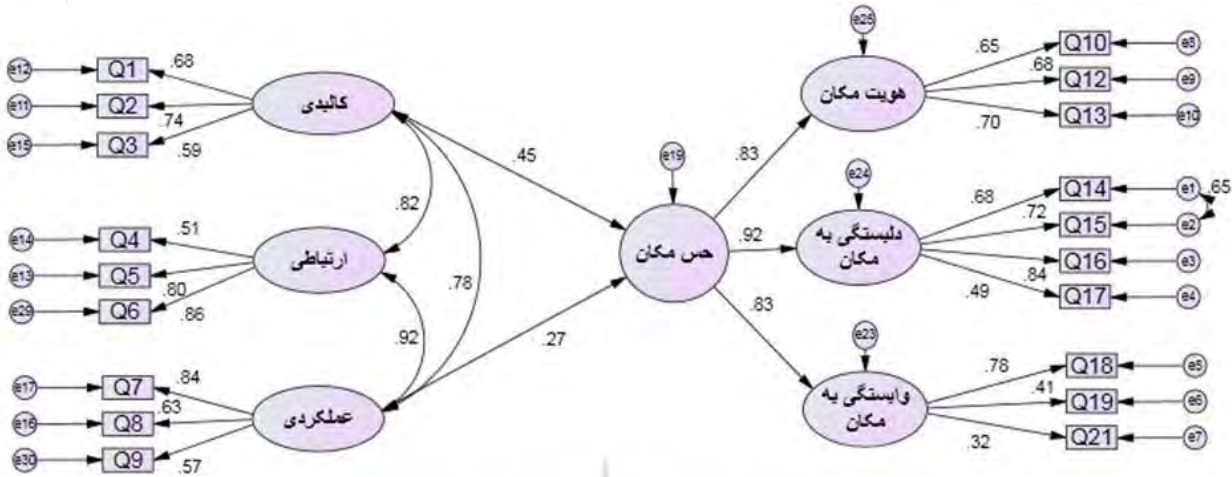 e12
Q1
.68
e11
Q2
.74
e15
Q3
.59
کالبدی
e14
Q4
.51
e13
Q5
.80
e29
Q6
.86
ارتباطی
e17
Q7
.84
e16
Q8
.63
e30
Q9
.57
عملکردی
.82
.78
.92
.45
.27
e19
حس مکان
.83
.92
.83
e25
هویت مکان
.65
Q10
e8
.68
Q12
e9
.70
Q13
e10
e24
دلبستگی به
مکان
.68
Q14
e1
.65
.72
Q15
e2
.84
Q16
e3
.49
Q17
e4
e23
وابستگی به
مکان
.78
Q18
e5
.41
Q19
e6
.32
Q21
e7